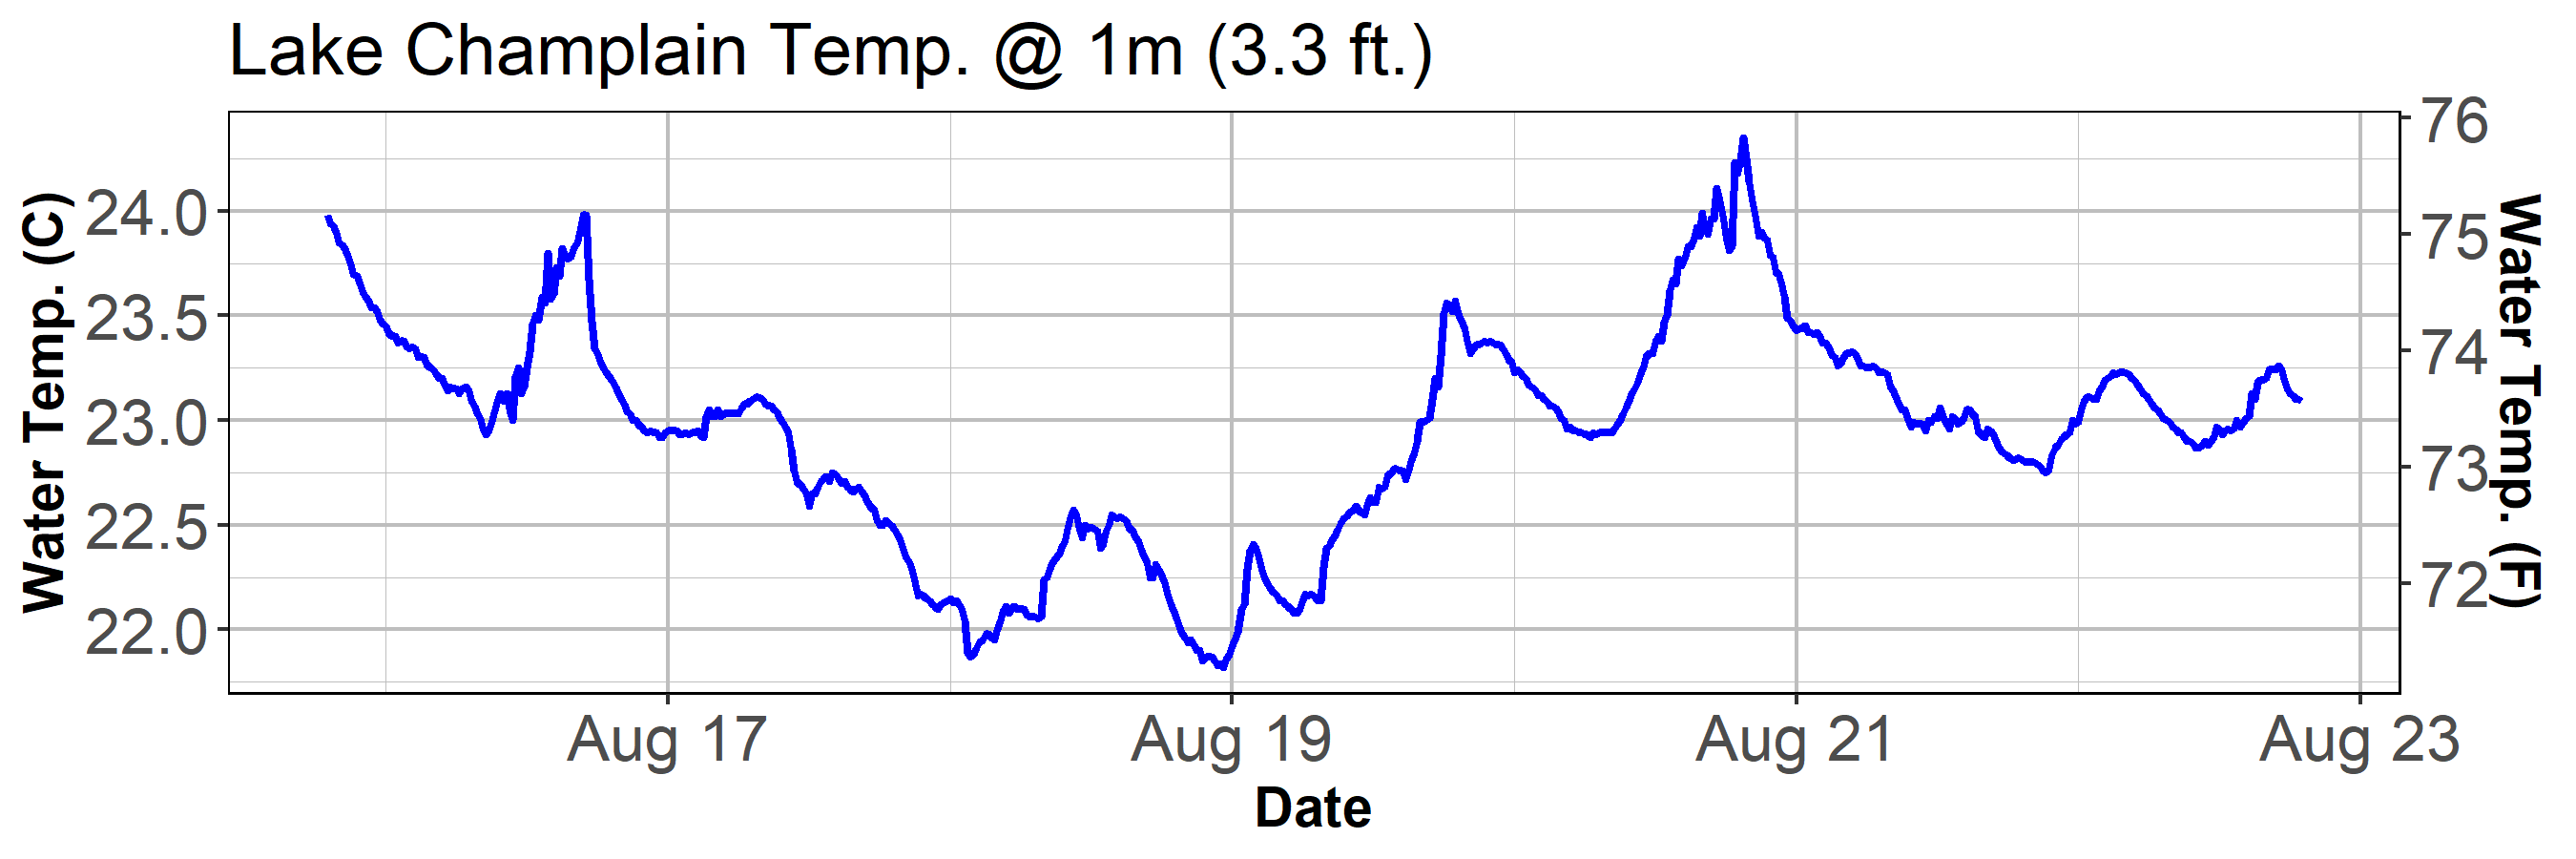 Lake Champlain Temp. @ 1m (3.3 ft.)
Water Temp. (C)
24.0
23.5
23.0
22.5
22.0
76
75
74
73
72
Water Temp. (F)
Aug 17
Aug 19
Aug 21
Aug 23
Date